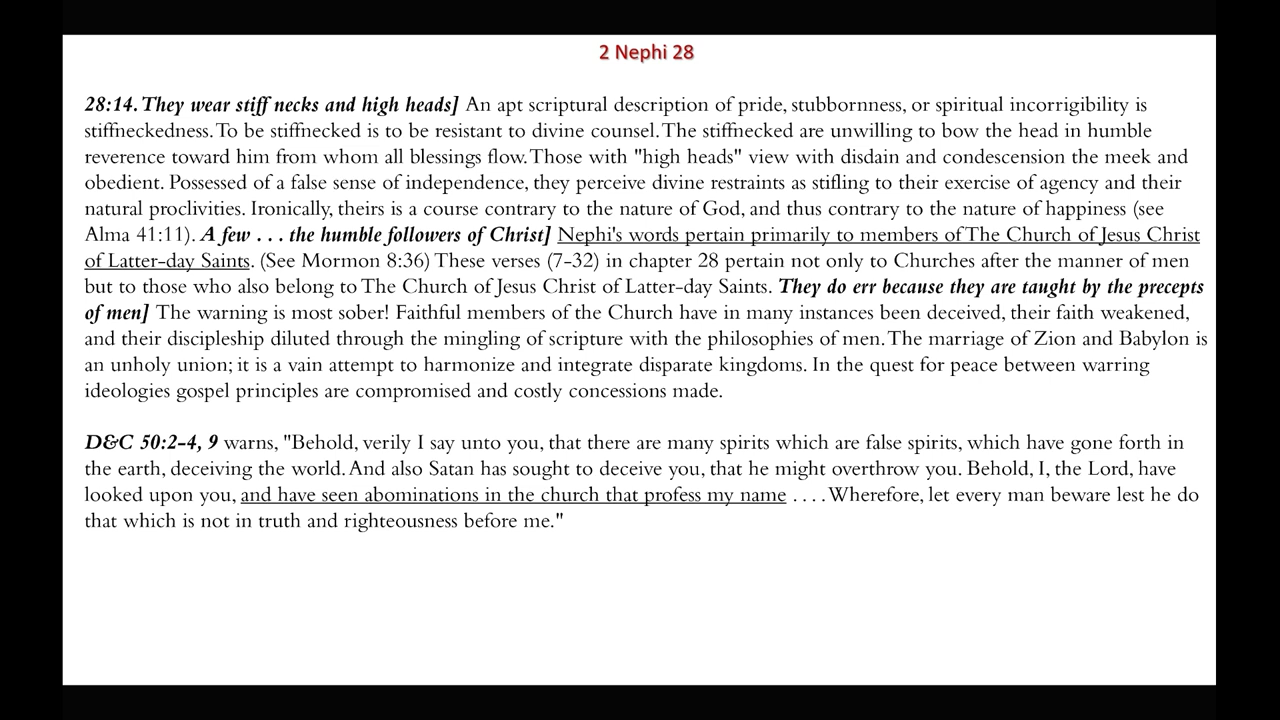 2 Nephi 28
28:14. They wear stiff necks and high heads] An apt scriptural description of pride, stubbornness, or spiritual incorrigibility is
stiffneckedness. To be stiffnecked is to be resistant to divine counsel. The stiffnecked are unwilling to bow the head in humble
reverence toward him from whom all blessings flow. Those with "high heads" view with disdain and condescension the meek and
obedient. Possessed of a false sense of independence, they perceive divine restraints as stifling to their exercise of agency and their
natural proclivities. Ironically, theirs is a course contrary to the nature of God, and thus contrary to the nature of happiness (see
Alma 41:11). A few . . . the humble followers of Christ] Nephi's words pertain primarily to members of The Church of Jesus Christ
of Latter-day Saints. (See Mormon 8:36) These verses (7-32) in chapter 28 pertain not only to Churches after the manner of men
but to those who also belong to The Church of Jesus Christ of Latter-day Saints. They do err because they are taught by the precepts
of men] The warning is most sober! Faithful members of the Church have in many instances been deceived, their faith weakened,
and their discipleship diluted through the mingling of scripture with the philosophies of men. The marriage of Zion and Babylon is
an unholy union; it is a vain attempt to harmonize and integrate disparate kingdoms. In the quest for peace between warring
ideologies gospel principles are compromised and costly concessions made.
D&C 50:2-4, 9 warns, "Behold, verily I say unto you, that there are many spirits which are false spirits, which have gone forth in
the earth, deceiving the world. And also Satan has sought to deceive you, that he might overthrow you. Behold, I, the Lord, have
looked upon you, and have seen abominations in the church that profess my name . . . . Wherefore, let every man beware lest he do
that which is not in truth and righteousness before me."